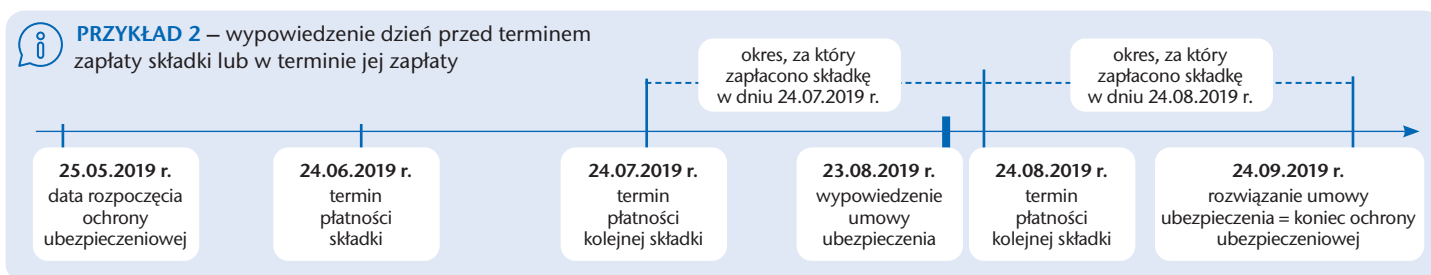 PRZYKŁAD 2 – wypowiedzenie dzień przed terminem
zapłaty składki lub w terminie jej zapłaty
okres, za który
zapłacono składkę
w dniu 24.07.2019 r.
okres, za który
zapłacono składkę
w dniu 24.08.2019 r.
25.05.2019 r.
data rozpoczęcia
ochrony
ubezpieczeniowej
24.06.2019 r.
termin
płatności
składki
24.07.2019 r.
termin
płatności
kolejnej składki
23.08.2019 r.
wypowiedzenie
umowy
ubezpieczenia
24.08.2019 r.
termin
płatności
kolejnej składki
24.09.2019 r.
rozwiązanie umowy
ubezpieczenia = koniec ochrony
ubezpieczeniowej